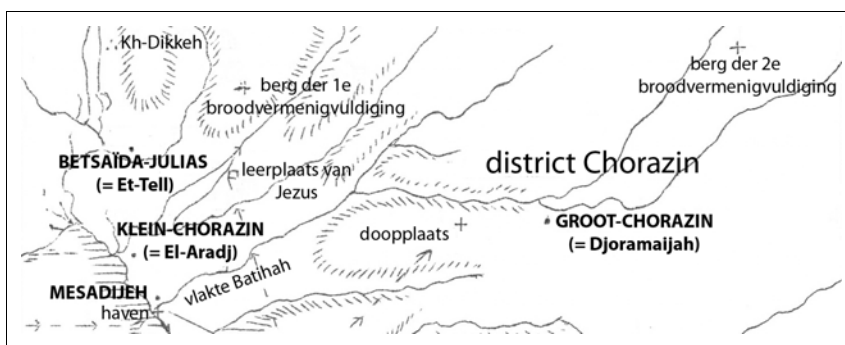 Kh-Dikkeh
berg der 1e
broodvermenigvuldiging
berg der 2e
broodvermenigvuldiging
BETSAÏDA-JULIAS
(= Et-Tell)
leerplaats van
Jezus
district Chorazin
KLEIN-CHORAZIN
(= El-Aradj)
doopplaats
GROOT-CHORAZIN
(= Djoramaijah)
vlakte Batihah
MESADIJEH
haven